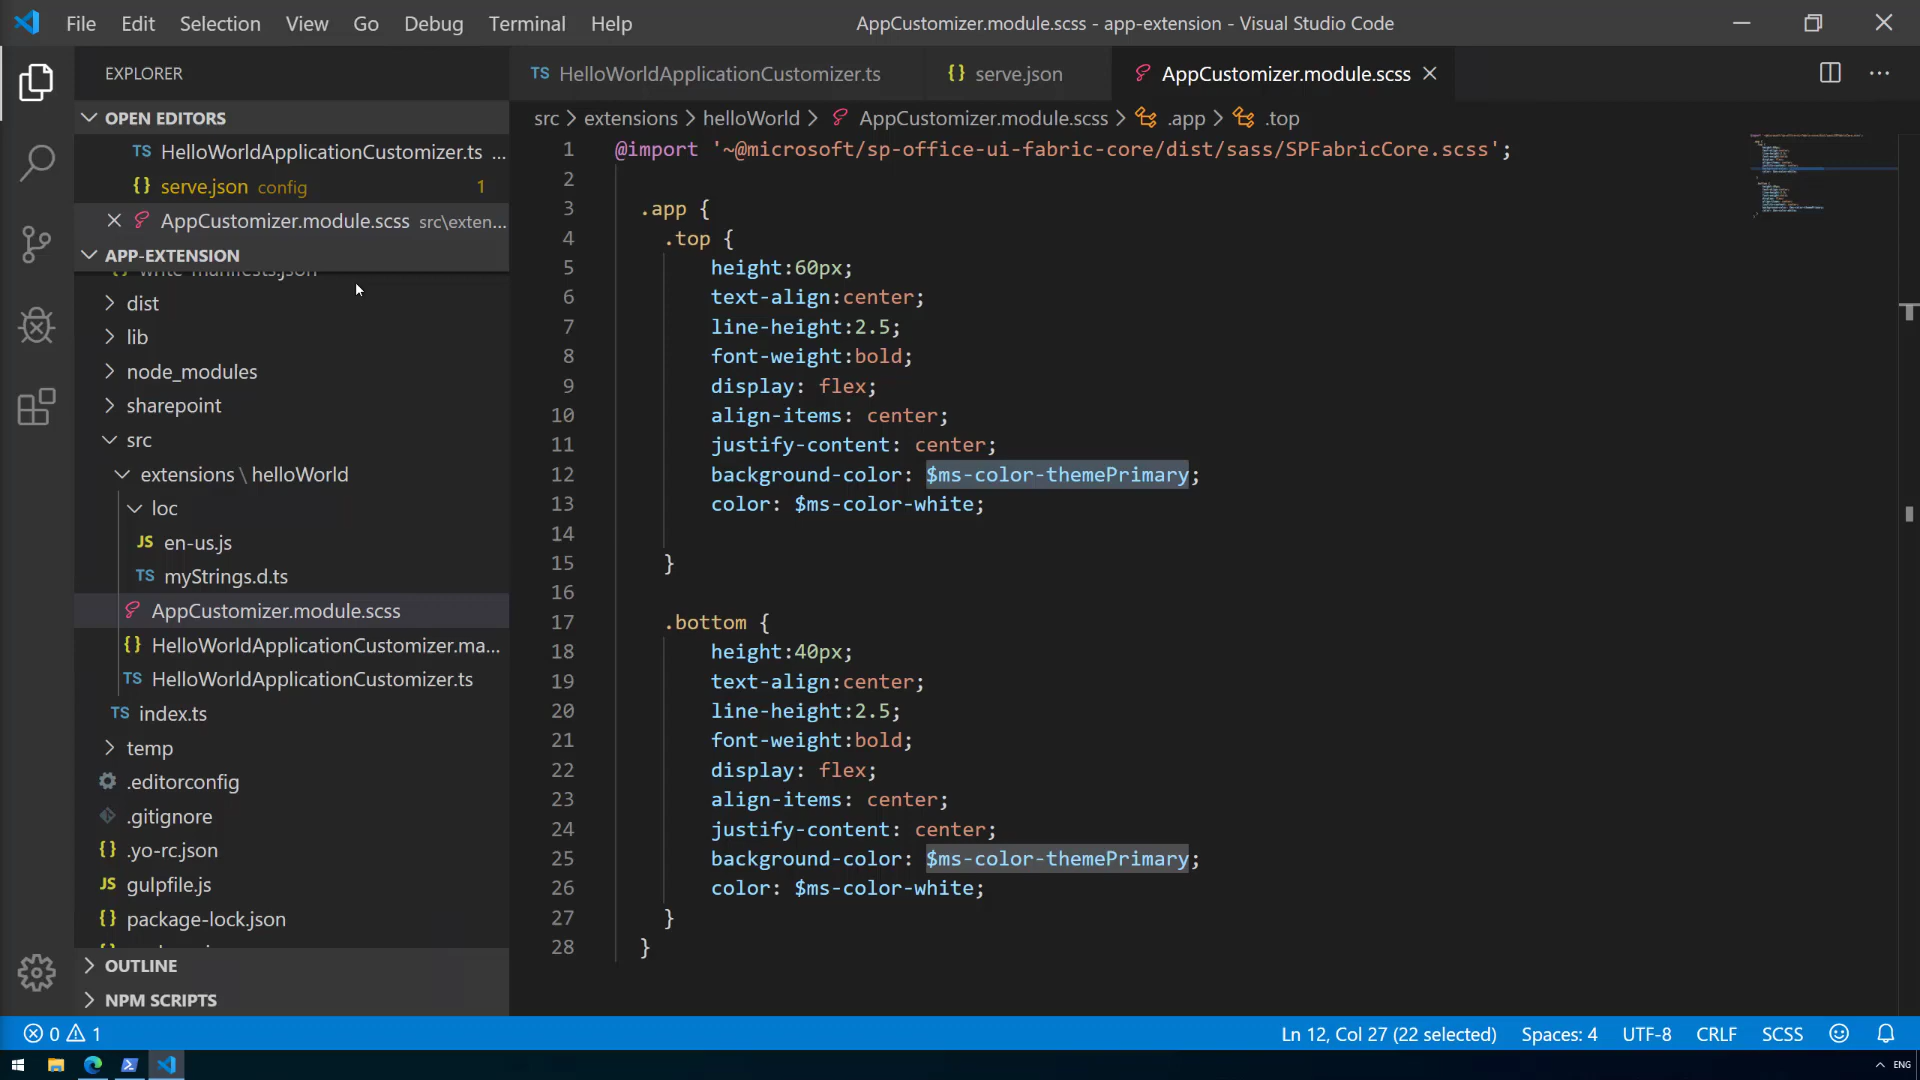 File Edit Selection View Go Debug Terminal Help
AppCustomizer.module.scss - app-extension - Visual Studio Code
EXPLORER
OPEN EDITORS
TS HelloWorldApplicationCustomizer.ts ...
{} serve.json config 1
AppCustomizer.module.scss src\exten...
APP-EXTENSION
write-manifests.json
dist
lib
node_modules
sharepoint
src
extensions \ helloWorld
loc
JS en-us.js
TS myStrings.d.ts
AppCustomizer.module.scss
{} HelloWorldApplicationCustomizer.ma...
TS HelloWorldApplicationCustomizer.ts
TS index.ts
temp
.editorconfig
.gitignore
{} .yo-rc.json
JS gulpfile.js
{} package-lock.json
OUTLINE
NPM SCRIPTS
TS HelloWorldApplicationCustomizer.ts {} serve.json AppCustomizer.module.scss
src > extensions > helloWorld > AppCustomizer.module.scss > .app > .top
1 @import '~@microsoft/sp-office-ui-fabric-core/dist/sass/SPFabricCore.scss';
2
3 .app {
4 .top {
5 height:60px;
6 text-align:center;
7 line-height:2.5;
8 font-weight:bold;
9 display: flex;
10 align-items: center;
11 justify-content: center;
12 background-color: $ms-color-themePrimary;
13 color: $ms-color-white;
14
15 }
16
17 .bottom {
18 height:40px;
19 text-align:center;
20 line-height:2.5;
21 font-weight:bold;
22 display: flex;
23 align-items: center;
24 justify-content: center;
25 background-color: $ms-color-themePrimary;
26 color: $ms-color-white;
27 }
28 }
0 1
Ln 12, Col 27 (22 selected) Spaces: 4 UTF-8 CRLF SCSS
ENG